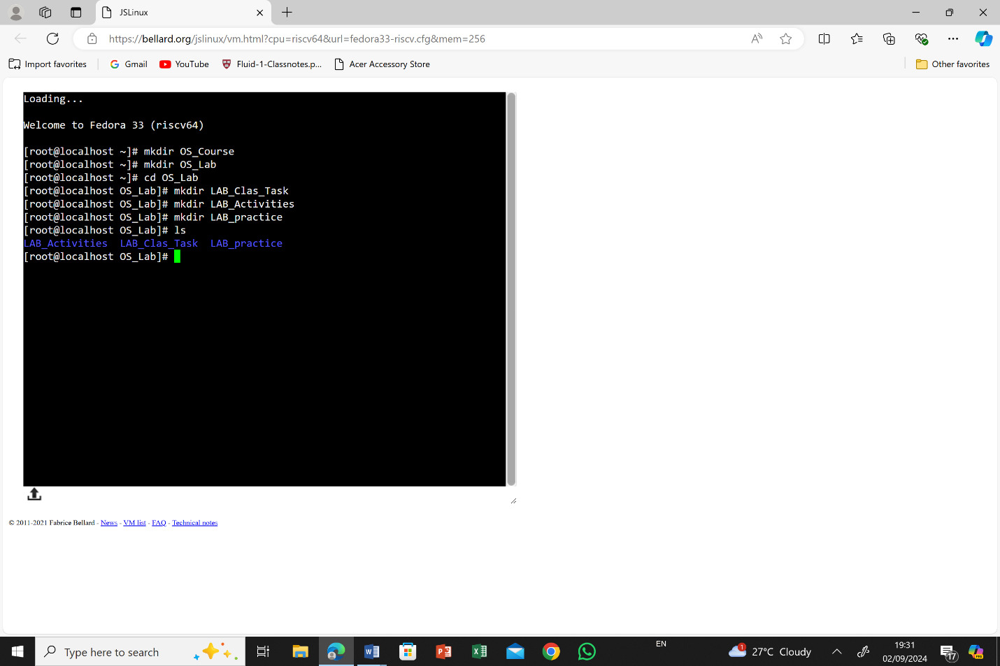 JSLinux
https://bellard.org/jslinux/vm.html?cpu=riscv64&url=fedora33-riscv.cfg&mem=256
Import favorites Gmail YouTube Fluid-1-Classnotes.p... Acer Accessory Store Other favorites
Loading...
Welcome to Fedora 33 (riscv64)
[root@localhost ~]# mkdir OS_Course
[root@localhost ~]# mkdir OS_Lab
[root@localhost ~]# cd OS_Lab
[root@localhost OS_Lab]# mkdir LAB_Clas_Task
[root@localhost OS_Lab]# mkdir LAB_Activities
[root@localhost OS_Lab]# mkdir LAB_practice
[root@localhost OS_Lab]# ls
LAB_Activities LAB_Clas_Task LAB_practice
[root@localhost OS_Lab]#
© 2011-2021 Fabrice Bellard - News - VM list - FAQ - Technical notes
Type here to search
EN
1
27°C Cloudy
19:31
02/09/2024
17
PRE